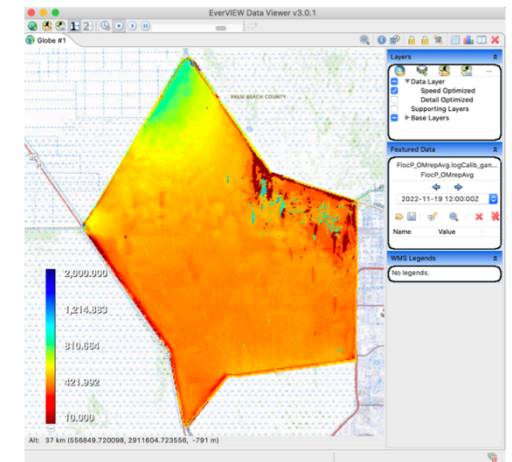 EverVIEW Data Viewer v3.0.1
1 2
Globe #1
PALM BEACH COUNTY
2,000.000
1,214.883
810.664
421.992
10.000
Alt: 37 km (556849.720098, 2911604.723556, -791 m)
Layers
Data Layer
Speed Optimized
Detail Optimized
Supporting Layers
Base Layers
Featured Data
FlocP_OMrepAvg.logCalib_gan...
FlocP_OMrepAvg
2022-11-19 12:00:00Z
Name Value
WMS Legends
No legends.